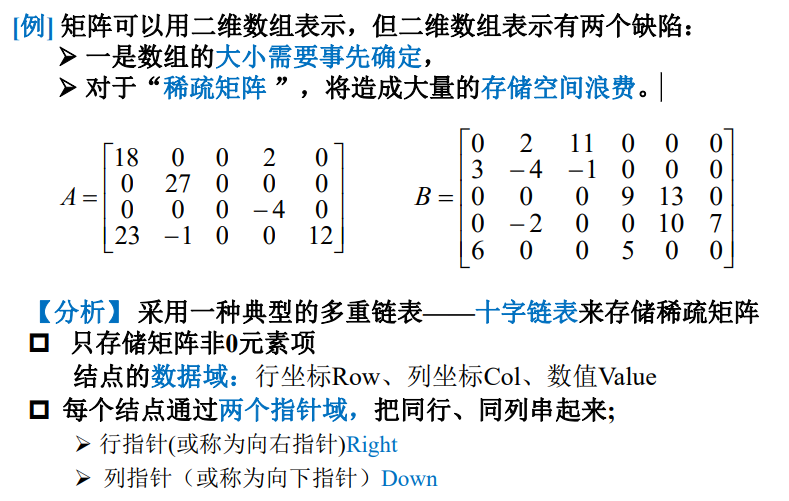 [例] 矩阵可以用二维数组表示，但二维数组表示有两个缺陷：
➢ 一是数组的大小需要事先确定，
➢ 对于“稀疏矩阵 ”，将造成大量的存储空间浪费。
A =
18 0 0 2 0
0 27 0 0 0
0 0 0 −4 0
23 −1 0 0 12
B =
0 2 11 0 0 0
3 −4 −1 0 0 0
0 0 0 9 13 0
0 −2 0 0 10 7
6 0 0 5 0 0
【分析】 采用一种典型的多重链表——十字链表来存储稀疏矩阵
❑ 只存储矩阵非0元素项
结点的数据域：行坐标Row、列坐标Col、数值Value
❑ 每个结点通过两个指针域，把同行、同列串起来;
➢ 行指针(或称为向右指针)Right
➢ 列指针（或称为向下指针）Down